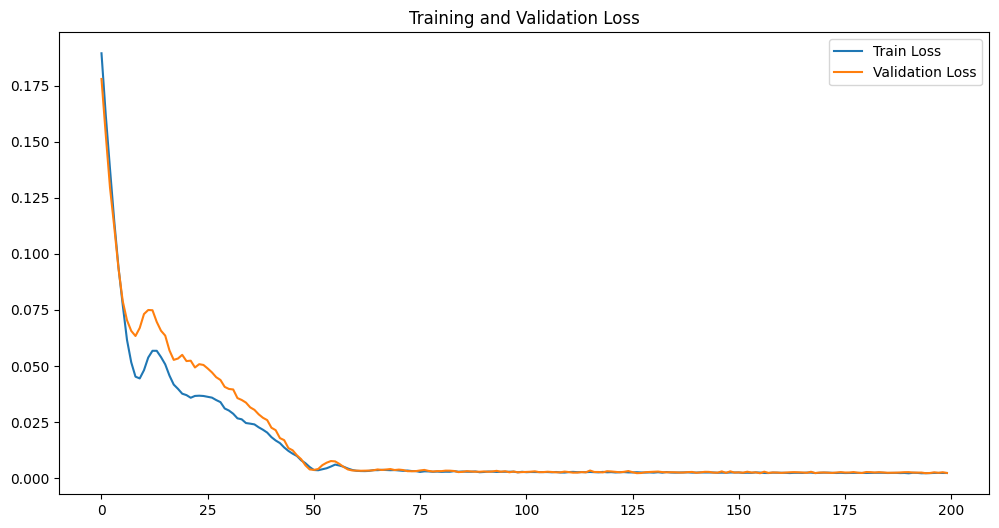 Training and Validation Loss
Train Loss
Validation Loss
0.175
0.150
0.125
0.100
0.075
0.050
0.025
0.000
0 25 50 75 100 125 150 175 200